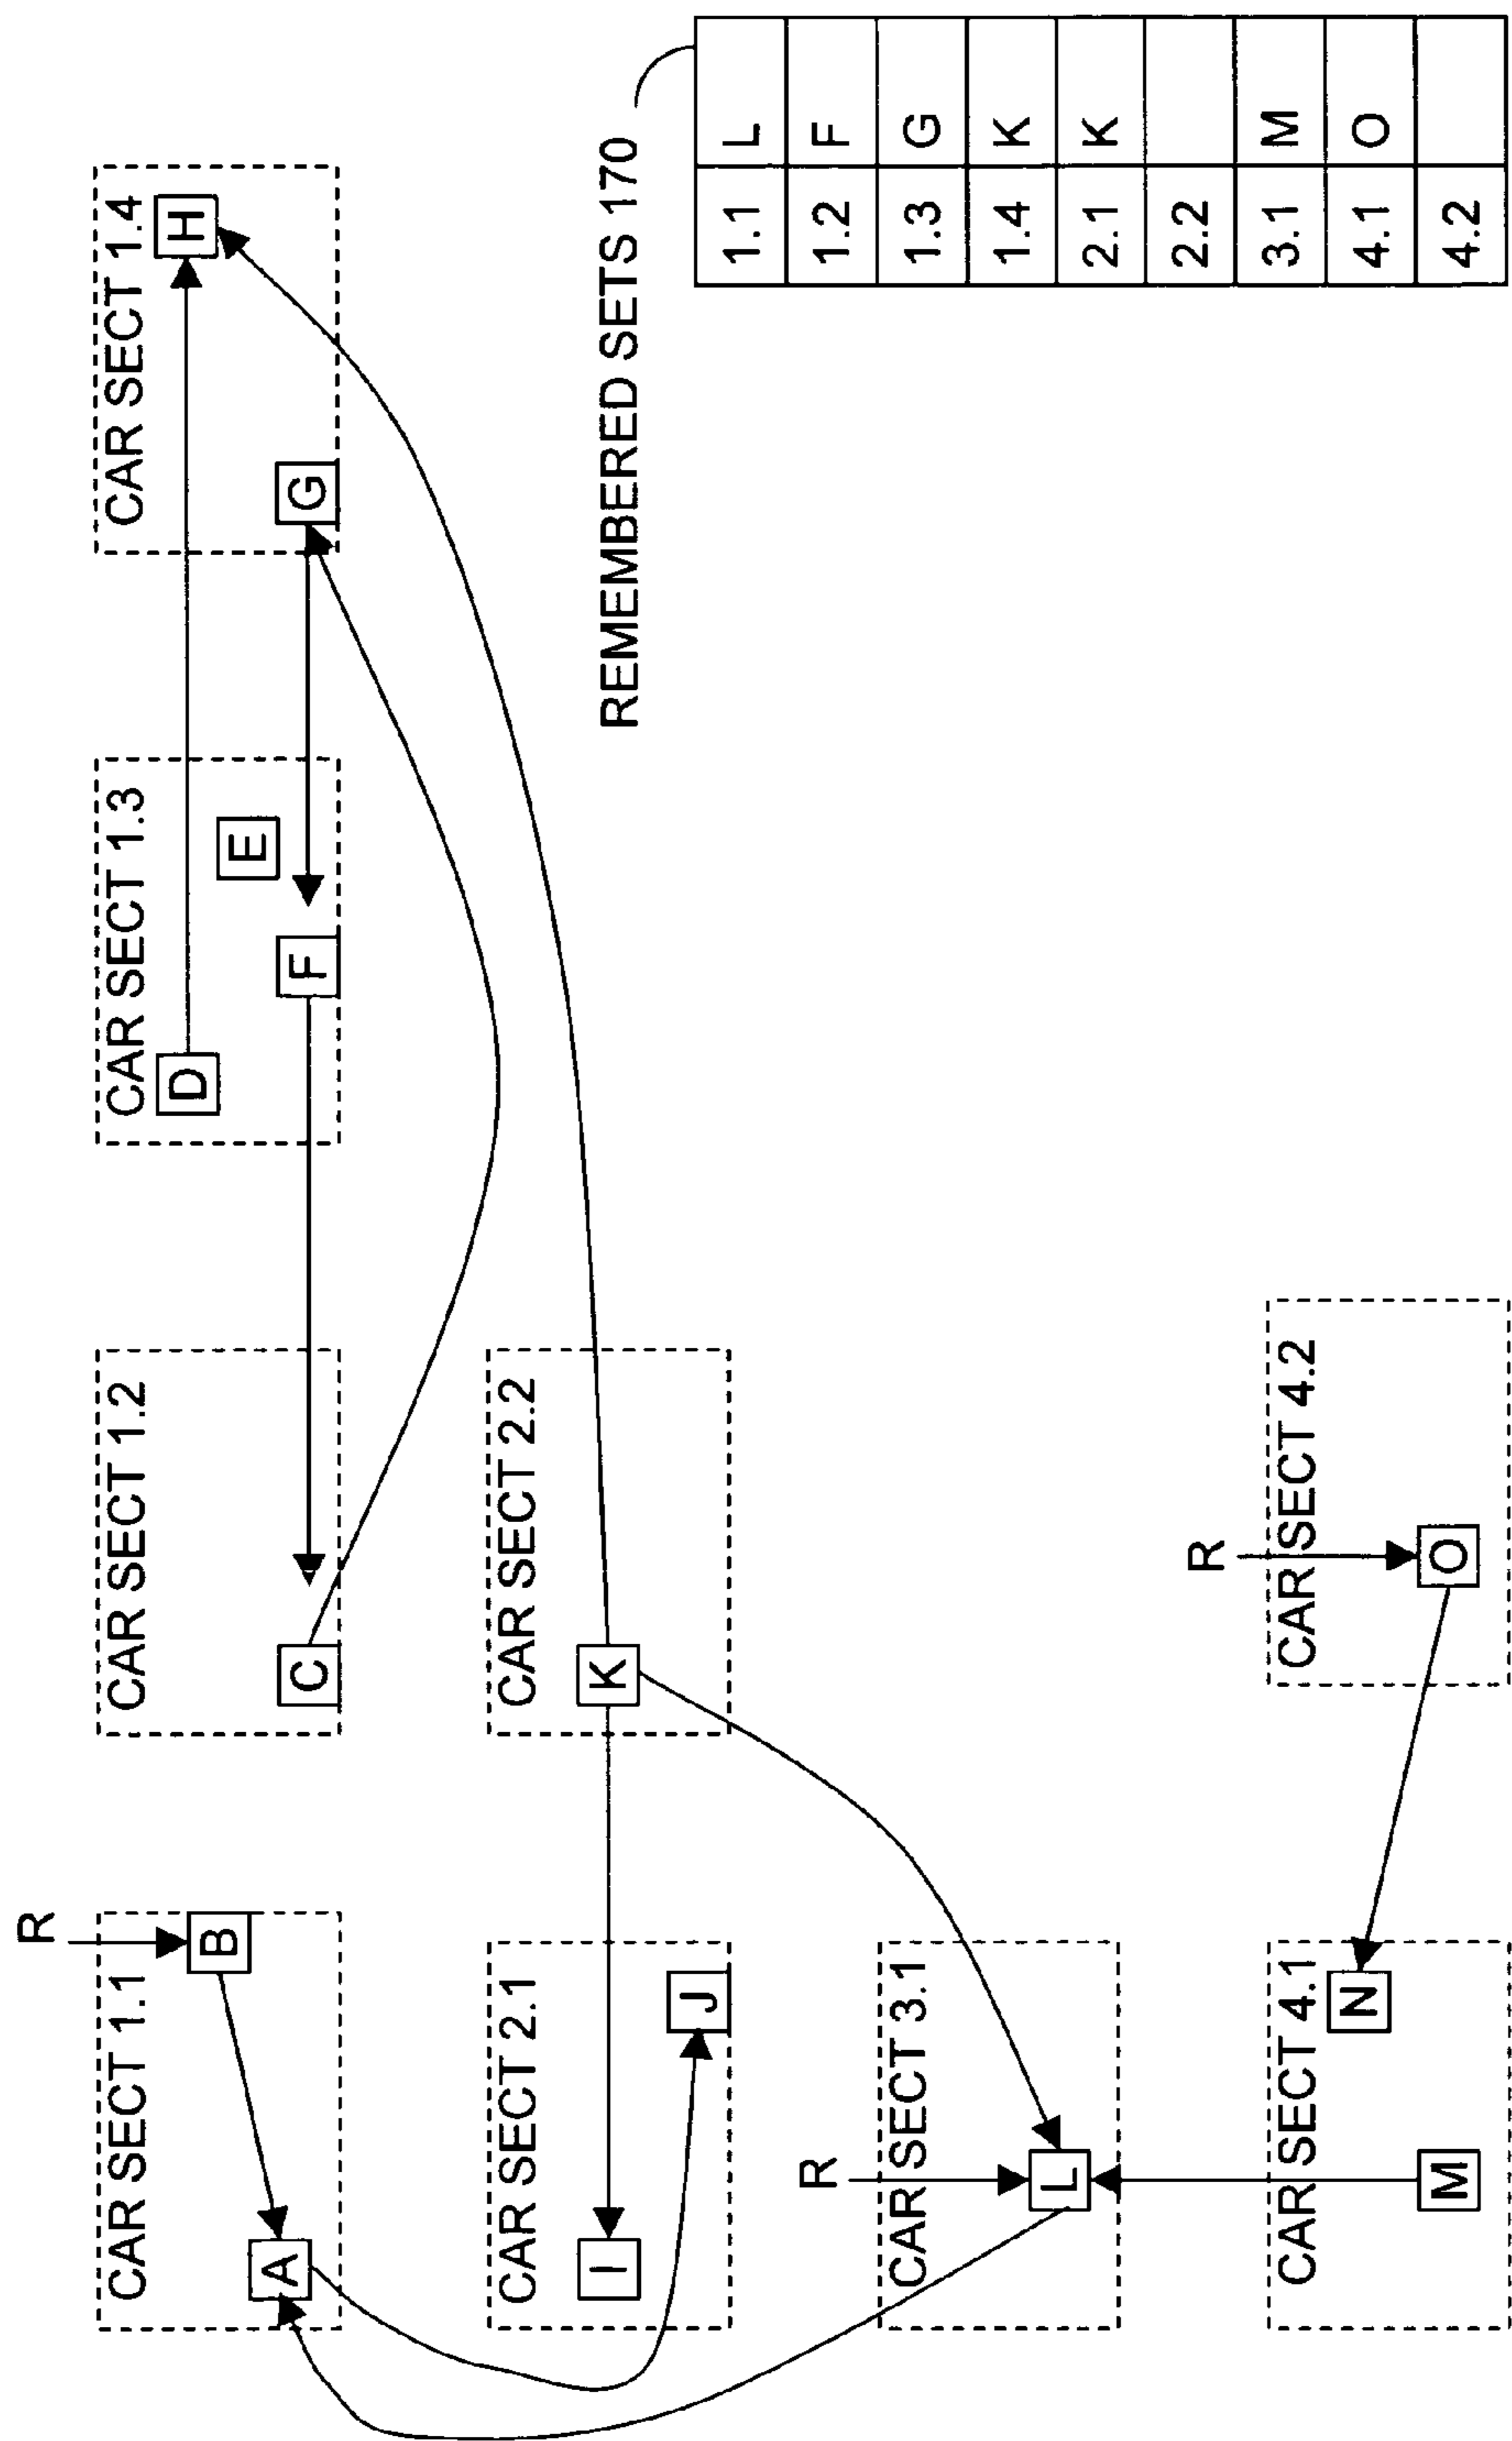 R
CAR SECT 1.1
B
A
CAR SECT 1.2
C
CAR SECT 1.3
D
E
F
CAR SECT 1.4
H
G
CAR SECT 2.1
I
J
CAR SECT 2.2
K
R
CAR SECT 3.1
L
CAR SECT 4.1
N
M
R
CAR SECT 4.2
O
REMEMBERED SETS 170
1.1 L
1.2 F
1.3 G
1.4 K
2.1 K
2.2
3.1 M
4.1 O
4.2